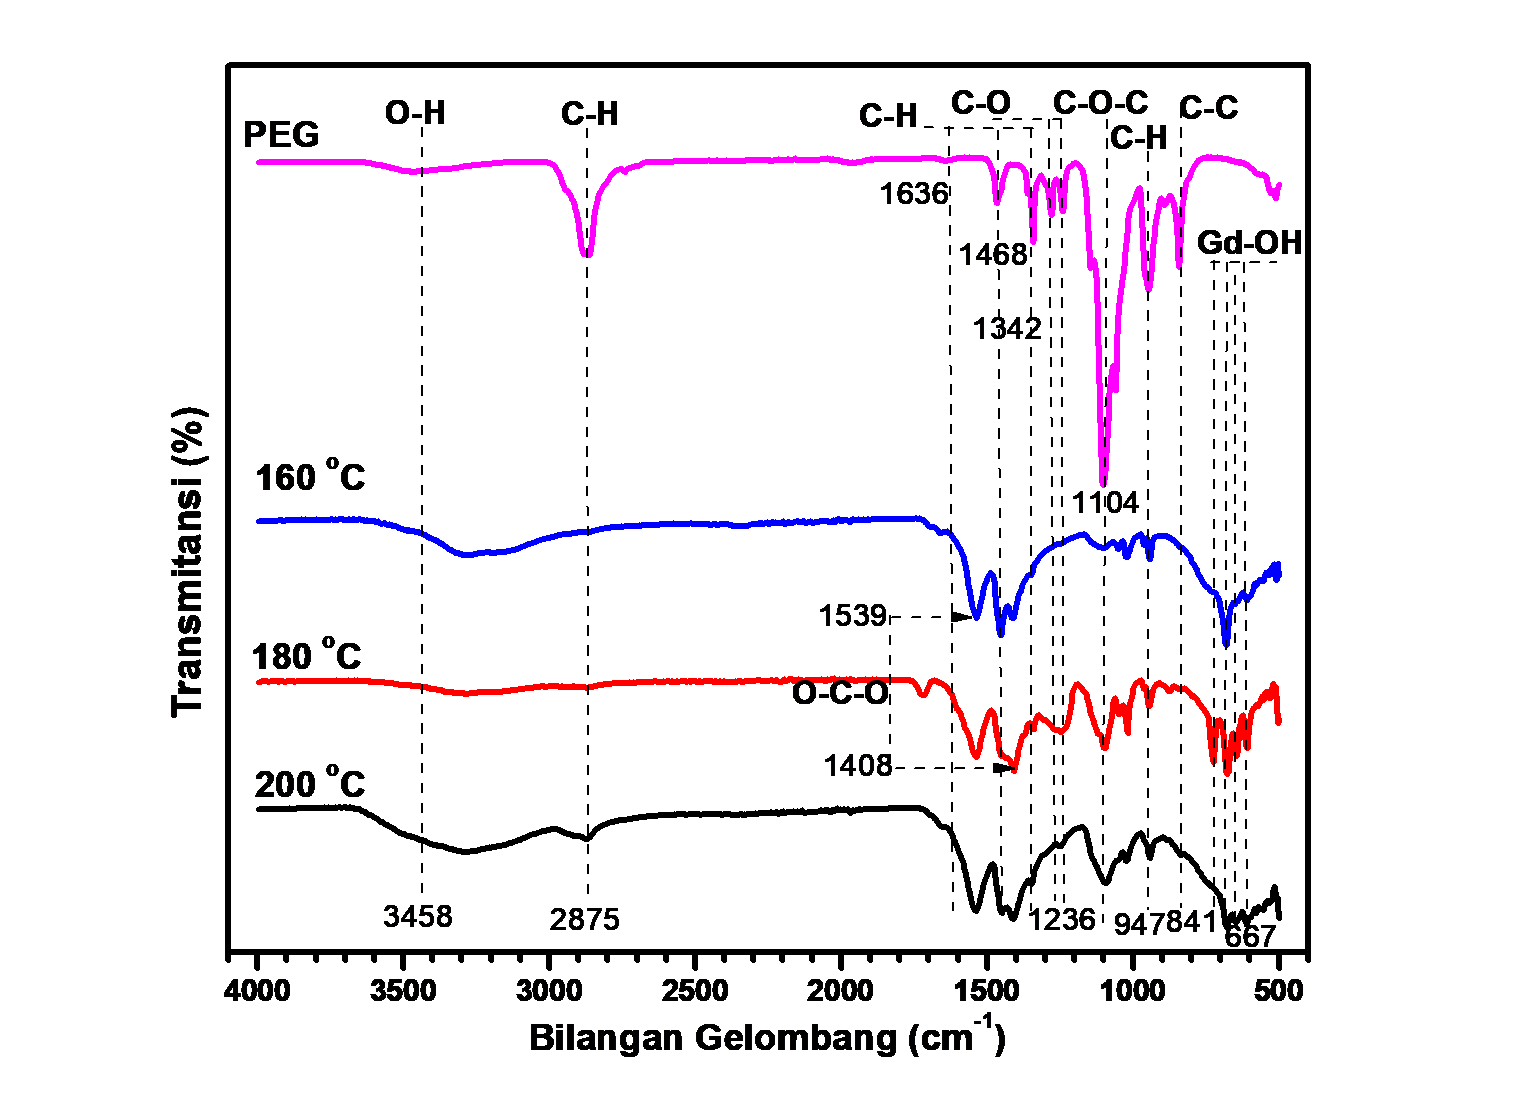 C-O
C-O-C
C-C
O-H
C-H
C-H
PEG
C-H
1636
1468
Gd-OH
1342
160 °C
1104
1539
180 °C
O-C-O
1408
200 °C
3458
2875
1236
947
841
667
4000
3500
3000
2500
2000
1500
1000
500
Transmitansi (%)
Bilangan Gelombang (cm⁻¹)